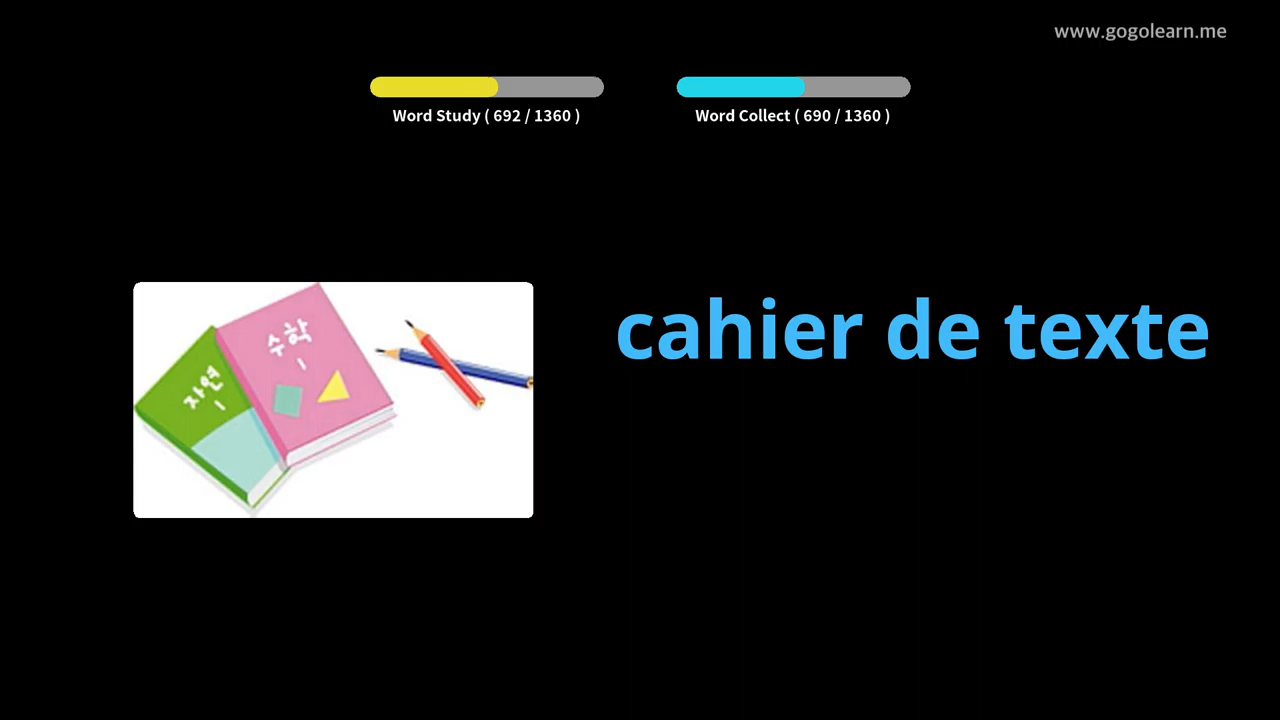 www.gogolearn.me
Word Study ( 692 / 1360 )
Word Collect ( 690 / 1360 )
cahier de texte
수학
1
자연
1